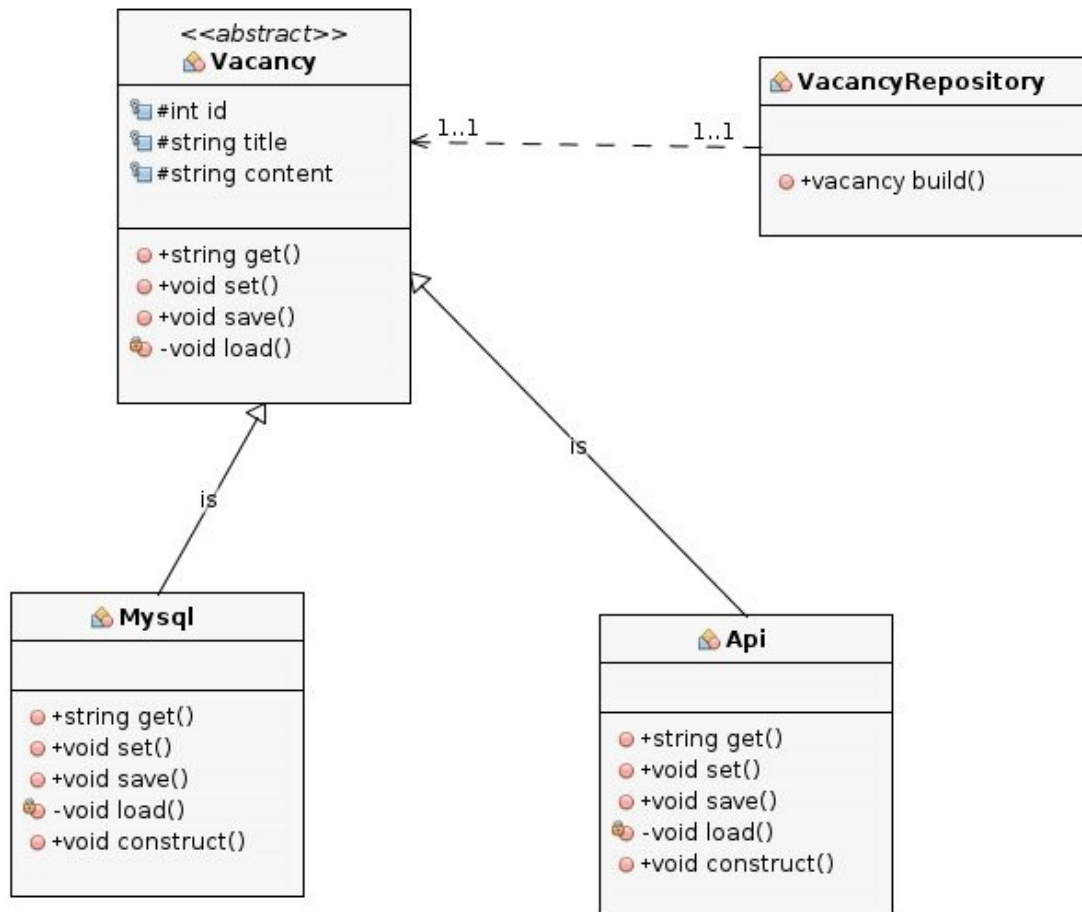 <<abstract>>
Vacancy
#int id
#string title
#string content
+string get()
+void set()
+void save()
-void load()
1..1
1..1
VacancyRepository
+vacancy build()
is
is
Mysql
+string get()
+void set()
+void save()
-void load()
+void construct()
Api
+string get()
+void set()
+void save()
-void load()
+void construct()